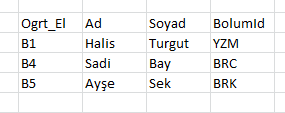 Ogrt_El Ad Soyad BolumId
B1 Halis Turgut YZM
B4 Sadi Bay BRC
B5 Ayşe Sek BRK